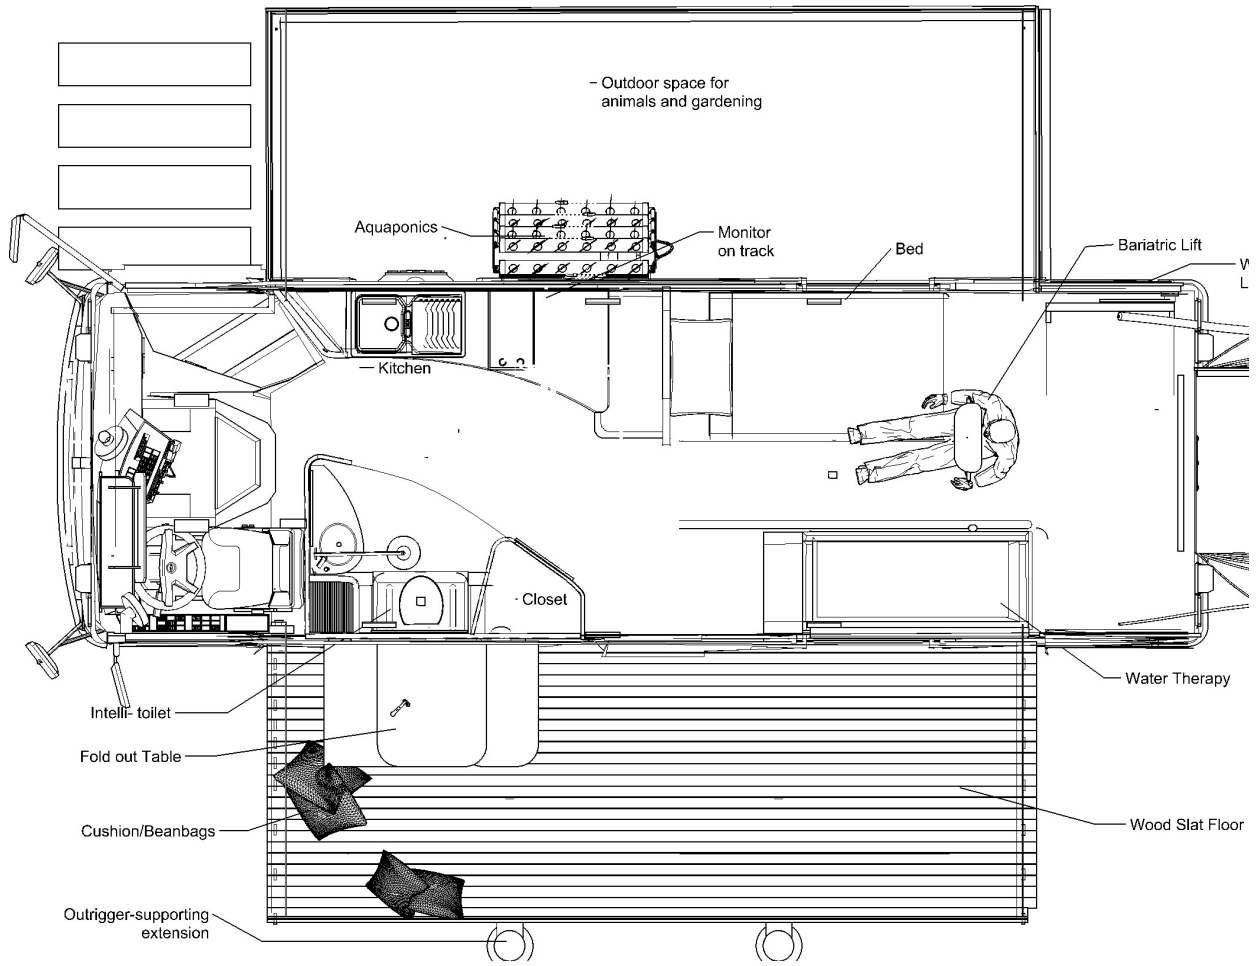 Outdoor space for
animals and gardening
Aquaponics
Monitor
on track
Bed
Bariatric Lift
W
L
Kitchen
Closet
Intelli- toilet
Water Therapy
Fold out Table
Cushion/Beanbags
Wood Slat Floor
Outrigger-supporting
extension